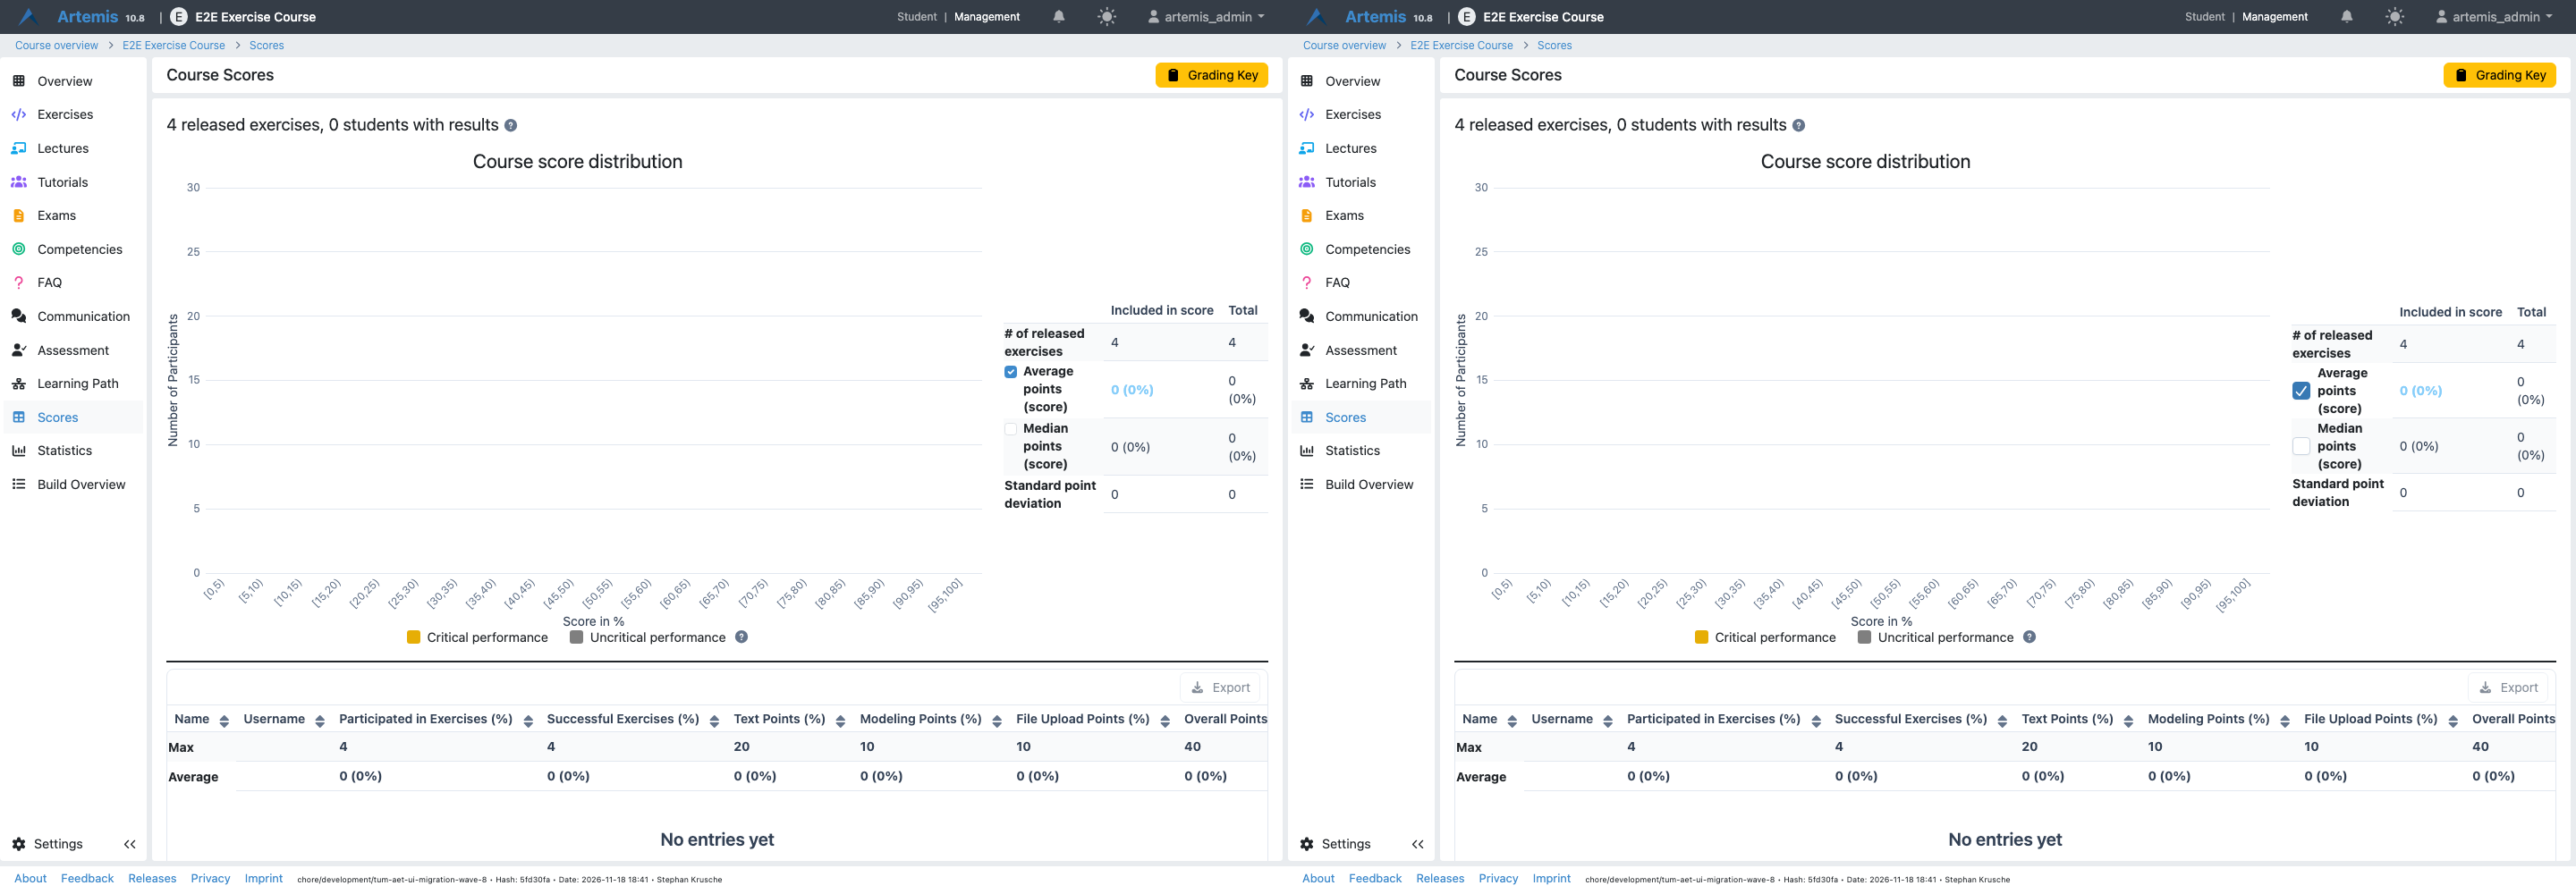 Artemis 10.8 | E E2E Exercise Course
Student | Management
artemis_admin
Course overview > E2E Exercise Course > Scores
Overview
Exercises
Lectures
Tutorials
Exams
Competencies
FAQ
Communication
Assessment
Learning Path
Scores
Statistics
Build Overview
Settings
Course Scores
Grading Key
4 released exercises, 0 students with results
Course score distribution
Number of Participants
30
25
20
15
10
5
0
[0,5)
[5,10)
[10,15)
[15,20)
[20,25)
[25,30)
[30,35)
[35,40)
[40,45)
[45,50)
[50,55)
[55,60)
[60,65)
[65,70)
[70,75)
[75,80)
[80,85)
[85,90)
[90,95)
[95,100]
Score in %
Critical performance
Uncritical performance
Included in score Total
# of released exercises 4 4
Average points (score) 0 (0%) 0 (0%)
Median points (score) 0 (0%) 0 (0%)
Standard point deviation 0 0
Export
Name Username Participated in Exercises (%) Successful Exercises (%) Text Points (%) Modeling Points (%) File Upload Points (%) Overall Points
Max 4 4 20 10 10 40
Average 0 (0%) 0 (0%) 0 (0%) 0 (0%) 0 (0%) 0 (0%)
No entries yet
About Feedback Releases Privacy Imprint
chore/development/tum-aet-ui-migration-wave-8 • Hash: 5fd30fa • Date: 2026-11-18 18:41 • Stephan Krusche
Artemis 10.8 | E E2E Exercise Course
Student | Management
artemis_admin
Course overview > E2E Exercise Course > Scores
Overview
Exercises
Lectures
Tutorials
Exams
Competencies
FAQ
Communication
Assessment
Learning Path
Scores
Statistics
Build Overview
Settings
Course Scores
Grading Key
4 released exercises, 0 students with results
Course score distribution
Number of Participants
30
25
20
15
10
5
0
[0,5)
[5,10)
[10,15)
[15,20)
[20,25)
[25,30)
[30,35)
[35,40)
[40,45)
[45,50)
[50,55)
[55,60)
[60,65)
[65,70)
[70,75)
[75,80)
[80,85)
[85,90)
[90,95)
[95,100]
Score in %
Critical performance
Uncritical performance
Included in score Total
# of released exercises 4 4
Average points (score) 0 (0%) 0 (0%)
Median points (score) 0 (0%) 0 (0%)
Standard point deviation 0 0
Export
Name Username Participated in Exercises (%) Successful Exercises (%) Text Points (%) Modeling Points (%) File Upload Points (%) Overall Points
Max 4 4 20 10 10 40
Average 0 (0%) 0 (0%) 0 (0%) 0 (0%) 0 (0%) 0 (0%)
No entries yet
About Feedback Releases Privacy Imprint
chore/development/tum-aet-ui-migration-wave-8 • Hash: 5fd30fa • Date: 2026-11-18 18:41 • Stephan Krusche